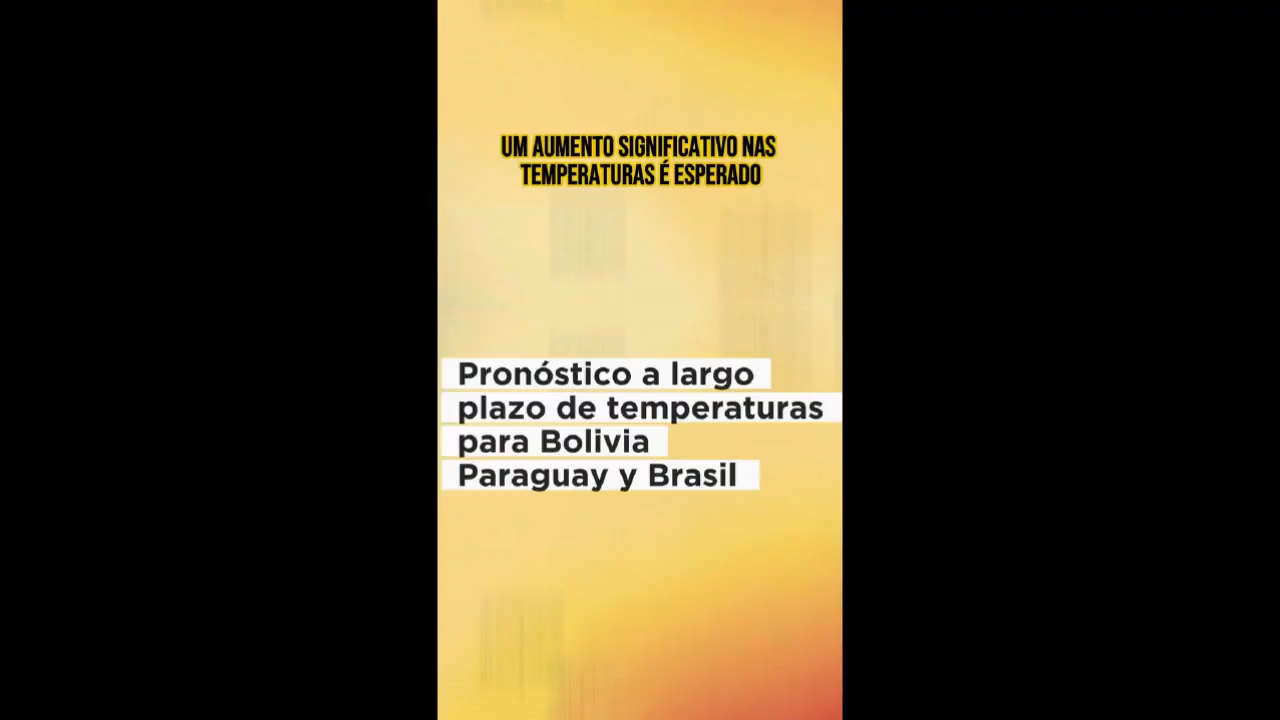 UM AUMENTO SIGNIFICATIVO NAS
TEMPERATURAS É ESPERADO
Pronóstico a largo
plazo de temperaturas
para Bolivia
Paraguay y Brasil